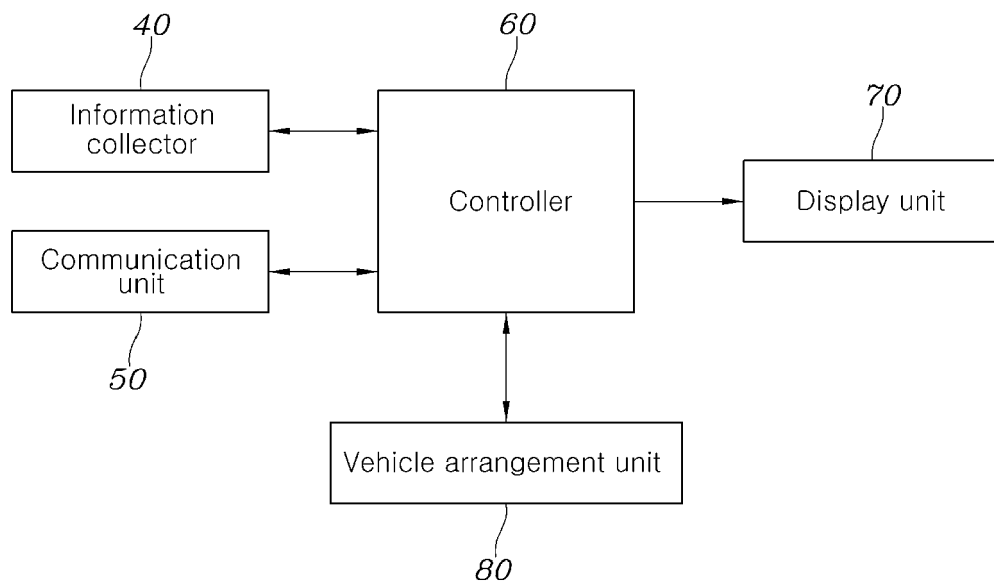 40
60
70
Information
collector
Controller
Display unit
Communication
unit
50
Vehicle arrangement unit
80